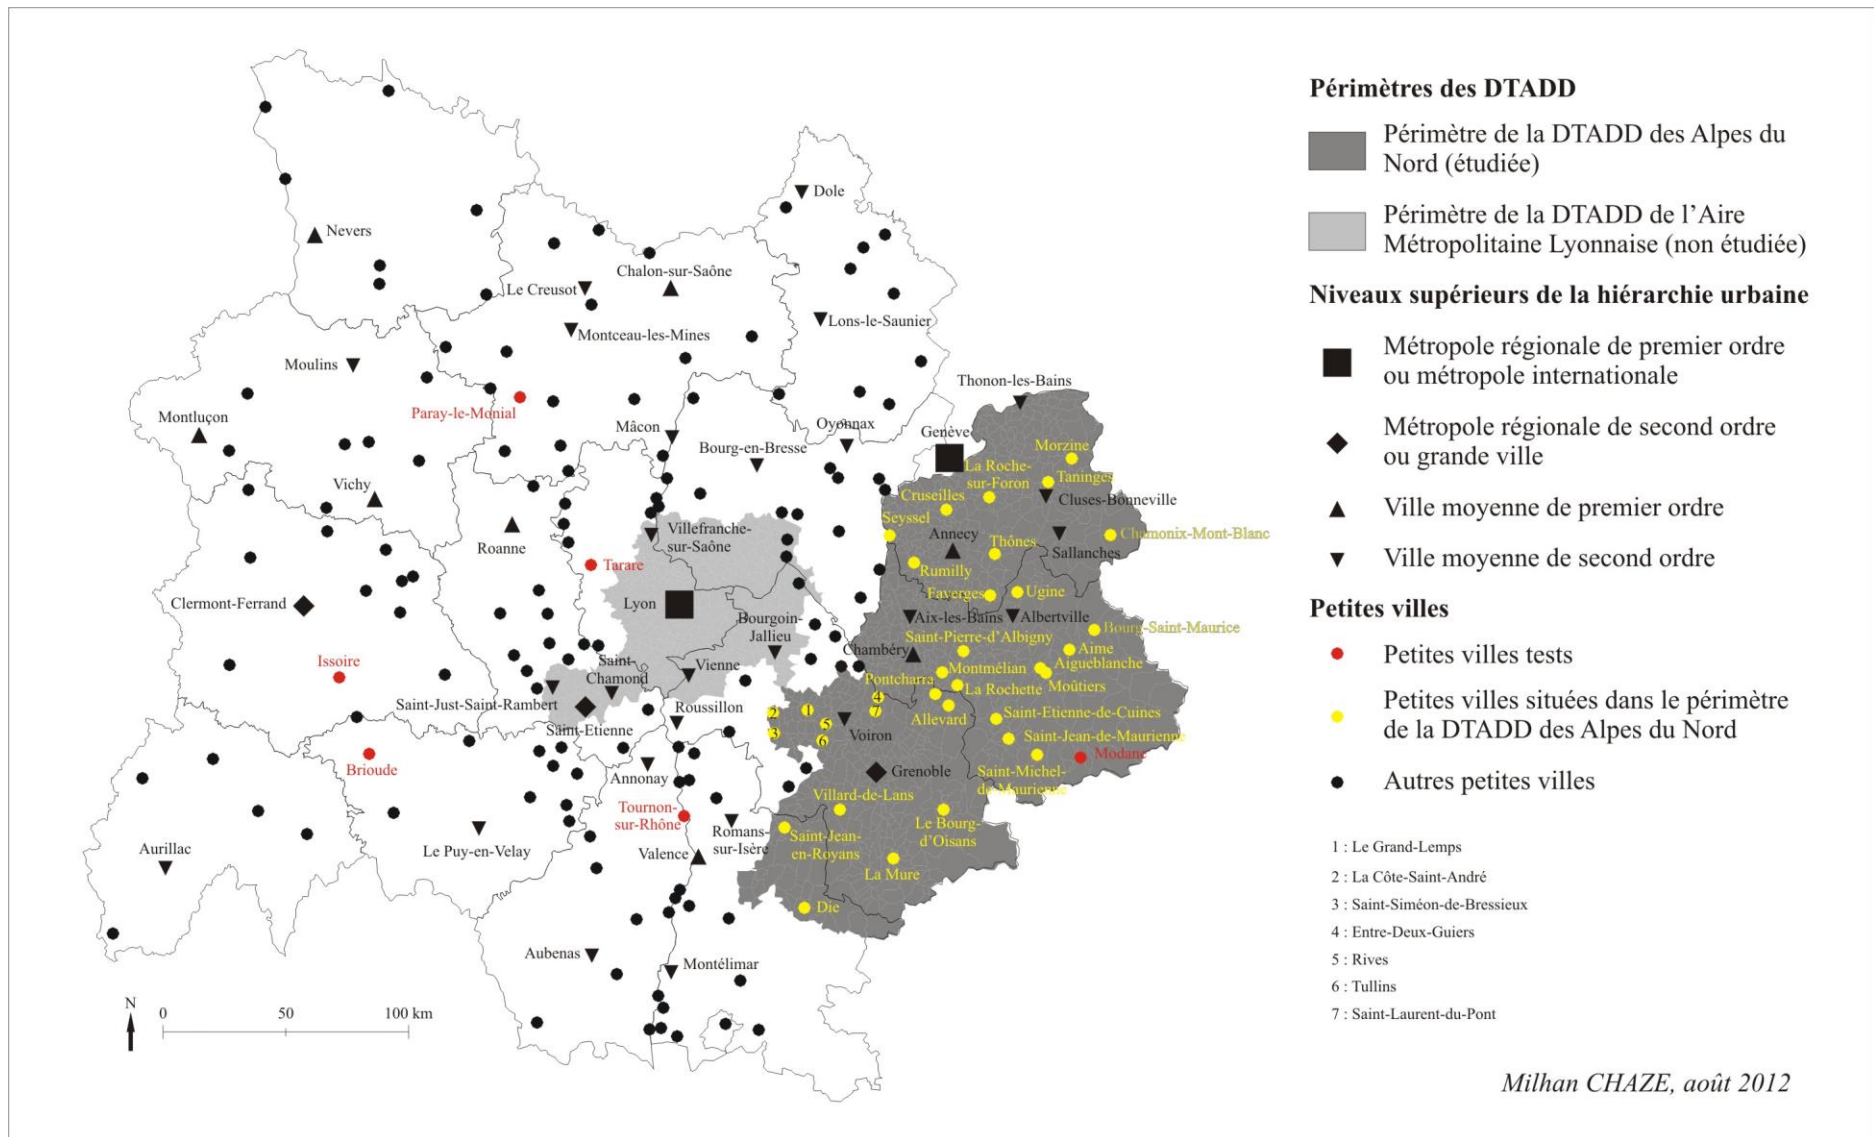 Dole
Nevers
Chalon-sur-Saône
Le Creusot
Lons-le-Saunier
Montceau-les-Mines
Moulins
Thonon-les-Bains
Paray-le-Monial
Montluçon
Mâcon
Oyonnax
Genève
Bourg-en-Bresse
Morzine
La Roche-
sur-Foron
Taninges
Vichy
Cruseilles
Cluses-Bonneville
Seyssel
Villefranche-
sur-Saône
Roanne
Annecy
Chamonix-Mont-Blanc
Thônes
Sallanches
Tarare
Rumilly
Faverges
Ugine
Clermont-Ferrand
Lyon
Bourgoin-
Jallieu
Aix-les-Bains
Albertville
Bourg-Saint-Maurice
Saint-Pierre-d'Albigny
Chambéry
Aime
Issoire
Saint-
Chamond
Vienne
Montmélian
Aigueblanche
Pontcharra
La Rochette
Moûtiers
Saint-Just-Saint-Rambert
Roussillon
Allevard
Saint-Etienne-de-Cuines
4
2
1
7
5
3
6
Voiron
Saint-Etienne
Saint-Jean-de-Maurienne
Modane
Brioude
Annonay
Grenoble
Saint-Michel-
de-Maurienne
Villard-de-Lans
Tournon-
sur-Rhône
Romans-
sur-Isère
Saint-Jean-
en-Royans
Le Bourg-
d'Oisans
Aurillac
Le Puy-en-Velay
Valence
La Mure
Die
Aubenas
Montélimar
N
0 50 100 km
Périmètres des DTADD
Périmètre de la DTADD des Alpes du
Nord (étudiée)
Périmètre de la DTADD de l'Aire
Métropolitaine Lyonnaise (non étudiée)
Niveaux supérieurs de la hiérarchie urbaine
Métropole régionale de premier ordre
ou métropole internationale
Métropole régionale de second ordre
ou grande ville
Ville moyenne de premier ordre
Ville moyenne de second ordre
Petites villes
Petites villes tests
Petites villes situées dans le périmètre
de la DTADD des Alpes du Nord
Autres petites villes
1 : Le Grand-Lemps
2 : La Côte-Saint-André
3 : Saint-Siméon-de-Bressieux
4 : Entre-Deux-Guiers
5 : Rives
6 : Tullins
7 : Saint-Laurent-du-Pont
Milhan CHAZE, août 2012